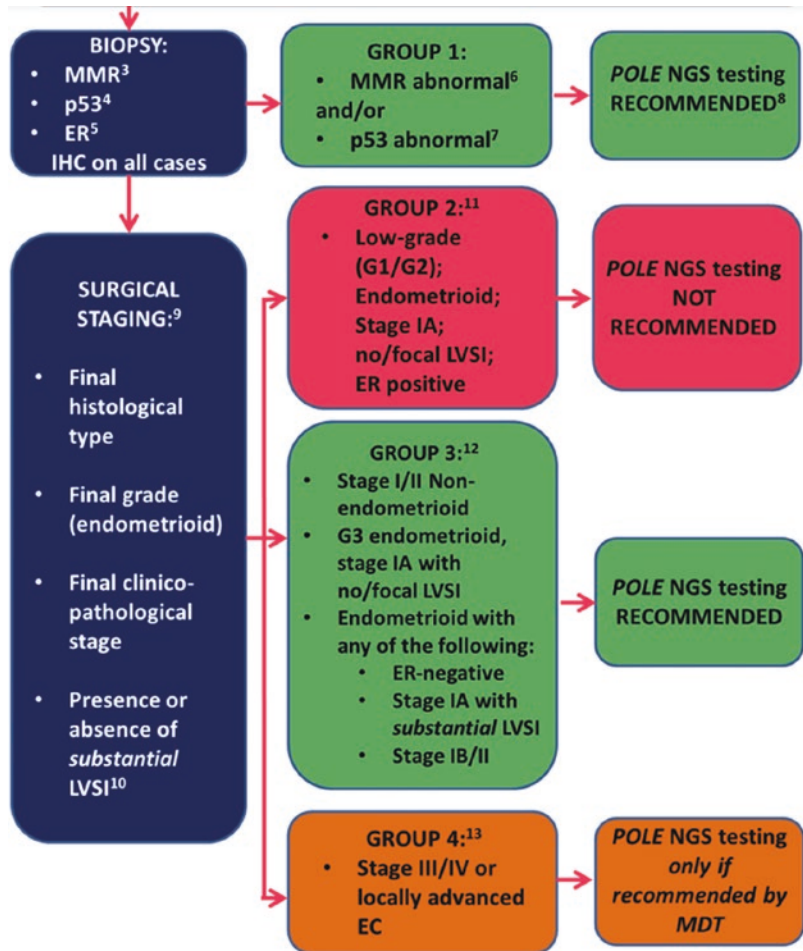 BIOPSY:
• MMR³
• p53⁴
• ER⁵
IHC on all cases
GROUP 1:
• MMR abnormal⁶
and/or
• p53 abnormal⁷
POLE NGS testing
RECOMMENDED⁸
SURGICAL
STAGING:⁹
• Final
histological
type
• Final grade
(endometrioid)
• Final clinico-
pathological
stage
• Presence or
absence of
substantial
LVSI¹⁰
GROUP 2:¹¹
• Low-grade
(G1/G2);
Endometrioid;
Stage IA;
no/focal LVSI;
ER positive
POLE NGS testing
NOT
RECOMMENDED
GROUP 3:¹²
• Stage I/II Non-
endometrioid
• G3 endometrioid,
stage IA with
no/focal LVSI
• Endometrioid with
any of the following:
• ER-negative
• Stage IA with
substantial LVSI
• Stage IB/II
POLE NGS testing
RECOMMENDED
GROUP 4:¹³
• Stage III/IV or
locally advanced
EC
POLE NGS testing
only if
recommended by
MDT